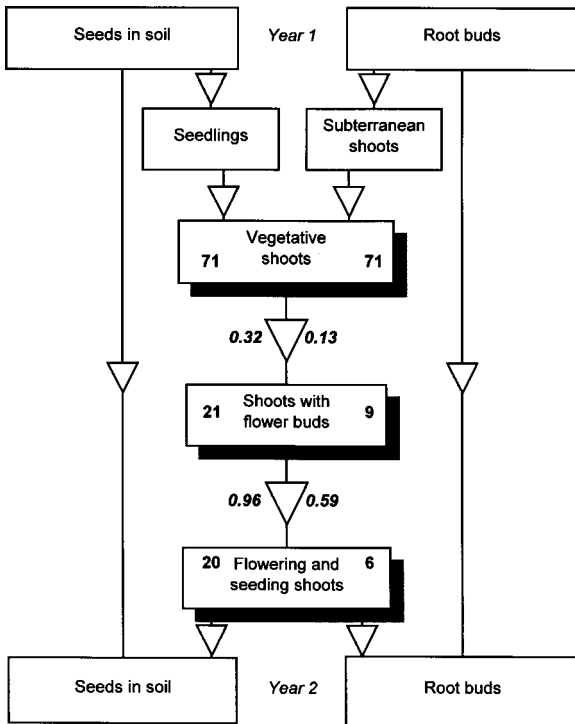 Seeds in soil Year 1 Root buds
Seedlings
Subterranean
shoots
Vegetative
shoots
71 71
0.32 0.13
21 Shoots with 9
flower buds
0.96 0.59
20 Flowering and 6
seeding shoots
Seeds in soil Year 2 Root buds